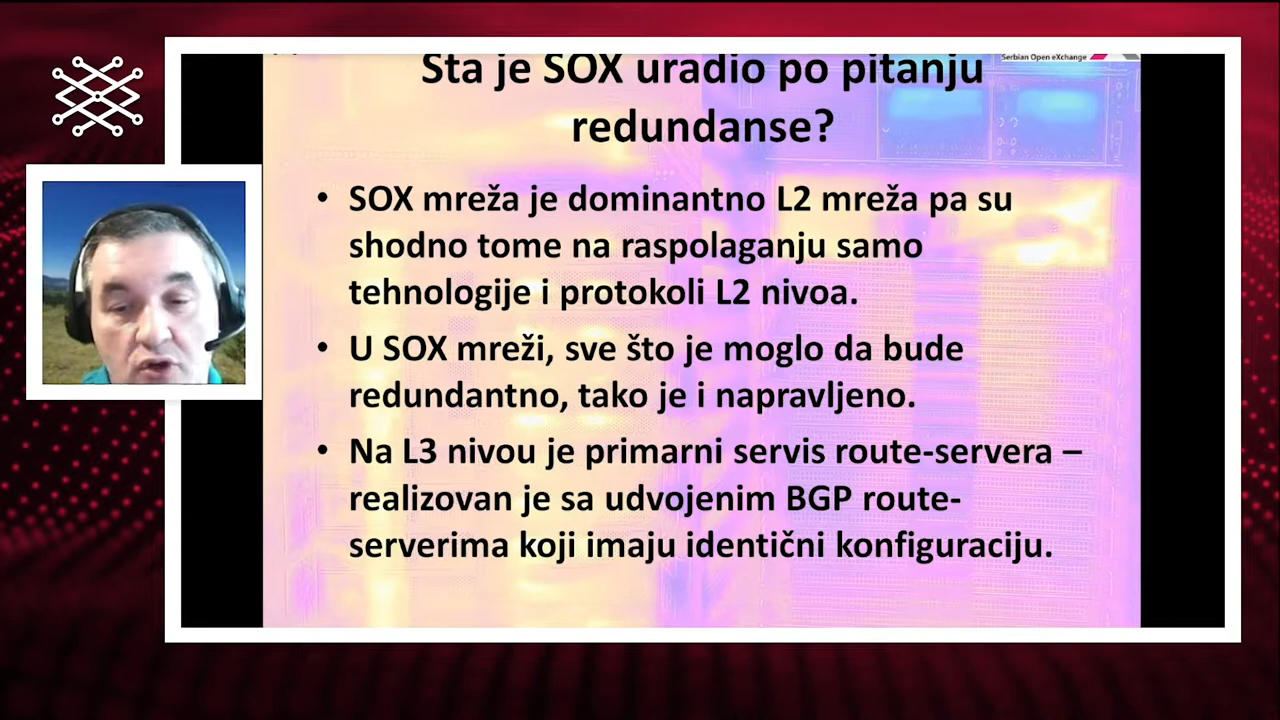 Serbian Open eXchange
Šta je SOX uradio po pitanju
redundanse?
• SOX mreža je dominantno L2 mreža pa su
shodno tome na raspolaganju samo
tehnologije i protokoli L2 nivoa.
• U SOX mreži, sve što je moglo da bude
redundantno, tako je i napravljeno.
• Na L3 nivou je primarni servis route-servera –
realizovan je sa udvojenim BGP route-
serverima koji imaju identični konfiguraciju.